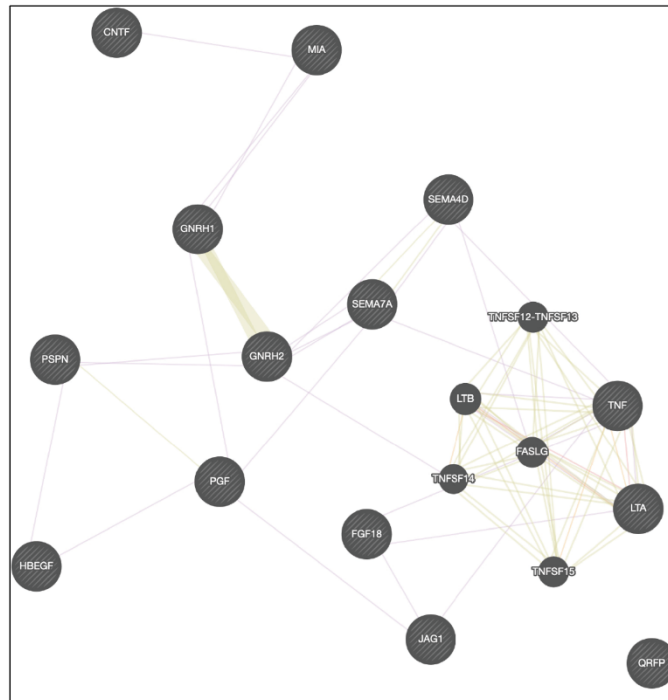 CNTF
MIA
SEMA4D
GNRH1
SEMA7A
TNFSF12-TNFSF13
GNRH2
PSPN
LTB
TNF
FASLG
TNFSF14
PGF
LTA
FGF18
HBEGF
TNFSF15
JAG1
QRFP